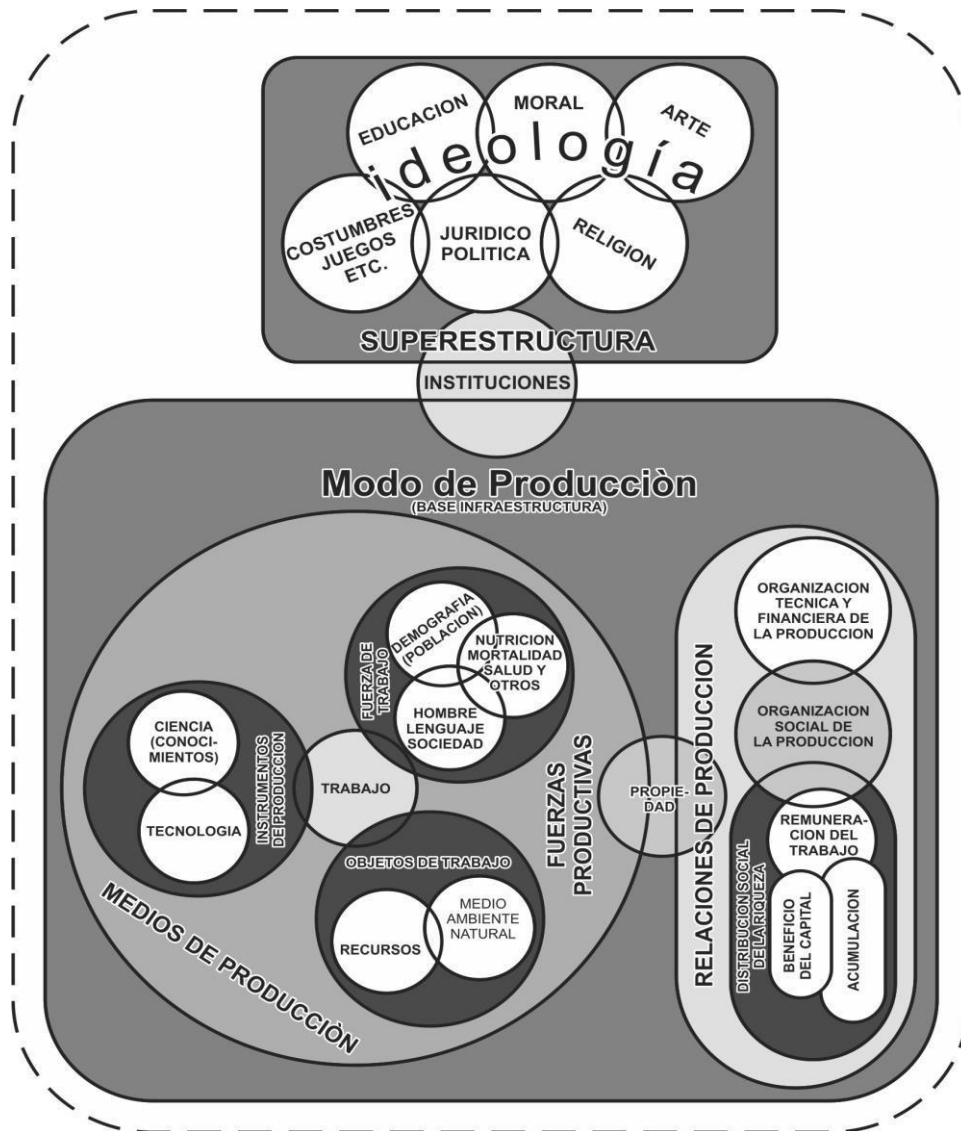 EDUCACION
MORAL
ARTE
ideología
COSTUMBRES
JUEGOS
ETC.
JURIDICO
POLITICA
RELIGION
SUPERESTRUCTURA
INSTITUCIONES
Modo de Producciòn
(BASE INFRAESTRUCTURA)
DEMOGRAFIA
(POBLACION)
NUTRICION
MORTALIDAD
SALUD Y
OTROS
HOMBRE
LENGUAJE
SOCIEDAD
FUERZA DE
TRABAJO
CIENCIA
(CONOCI-
MIENTOS)
TECNOLOGIA
INSTRUMENTOS
DE PRODUCCION
TRABAJO
OBJETOS DE TRABAJO
RECURSOS
MEDIO
AMBIENTE
NATURAL
MEDIOS DE PRODUCCIÒN
FUERZAS
PRODUCTIVAS
PROPIE-
DAD
RELACIONES DE PRODUCCION
ORGANIZACION
TECNICA Y
FINANCIERA DE
LA PRODUCCION
ORGANIZACION
SOCIAL DE
LA PRODUCCION
DISTRIBUCION SOCIAL
DE LA RIQUEZA
REMUNERA-
CION DEL
TRABAJO
BENEFICIO
DEL CAPITAL
ACUMULACION